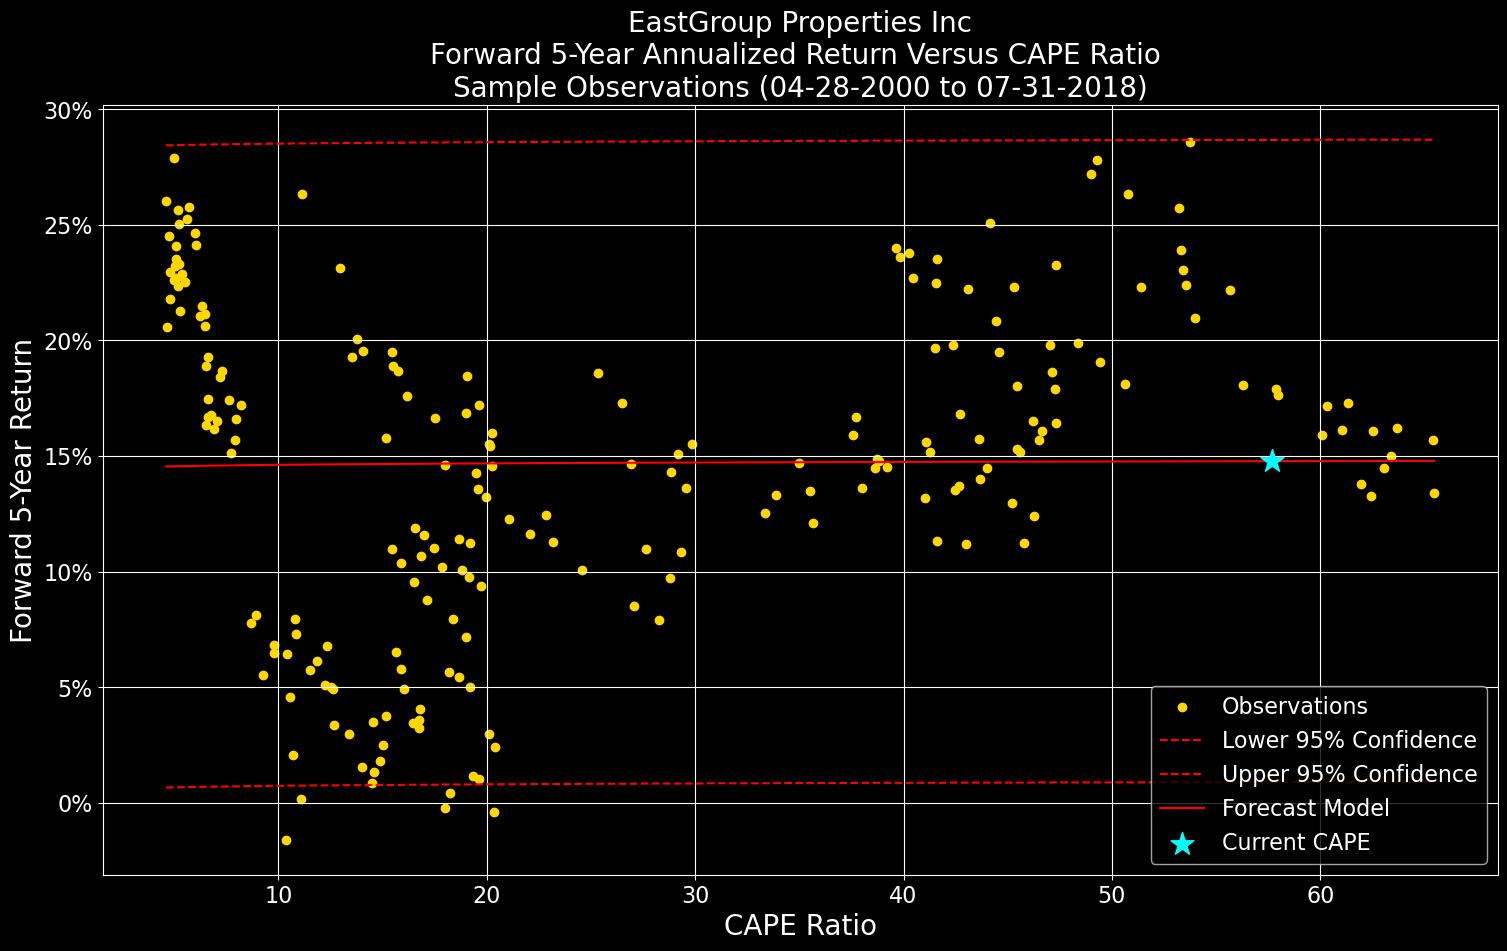 EastGroup Properties Inc
Forward 5-Year Annualized Return Versus CAPE Ratio
Sample Observations (04-28-2000 to 07-31-2018)
30%
25%
20%
15%
10%
5%
0%
Forward 5-Year Return
10 20 30 40 50 60
CAPE Ratio
Observations
Lower 95% Confidence
Upper 95% Confidence
Forecast Model
Current CAPE